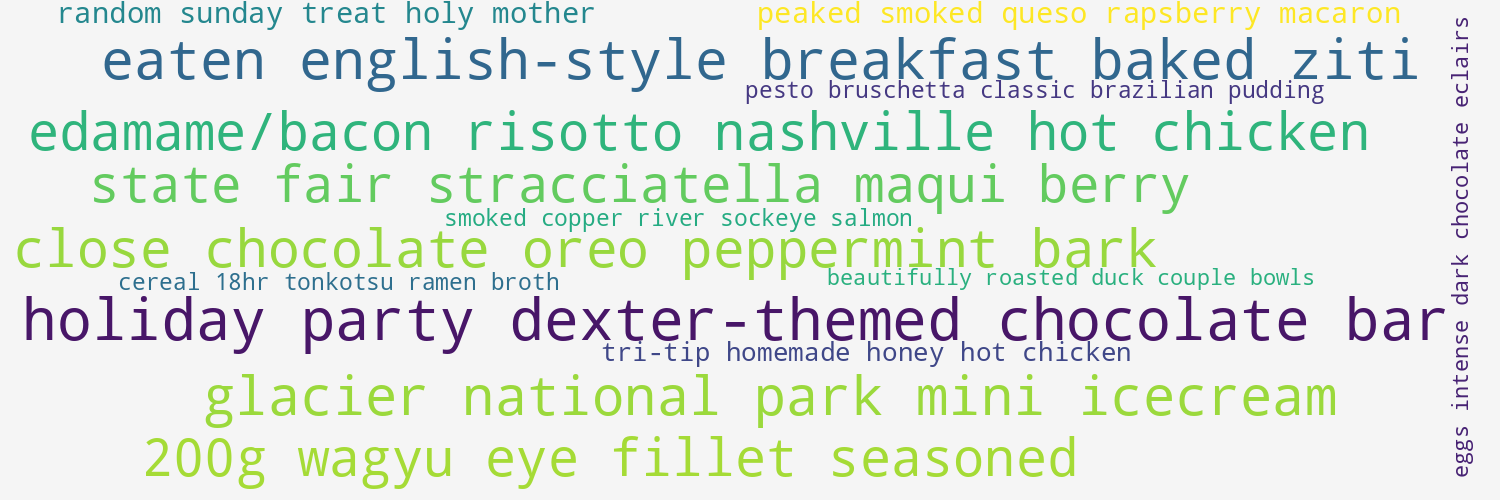 random sunday treat holy mother
peaked smoked queso rapsberry macaron
eaten english-style breakfast baked ziti
pesto bruschetta classic brazilian pudding
edamame/bacon risotto nashville hot chicken
state fair stracciatella maqui berry
smoked copper river sockeye salmon
close chocolate oreo peppermint bark
cereal 18hr tonkotsu ramen broth
beautifully roasted duck couple bowls
holiday party dexter-themed chocolate bar
tri-tip homemade honey hot chicken
glacier national park mini icecream
200g wagyu eye fillet seasoned
eggs intense dark chocolate eclairs